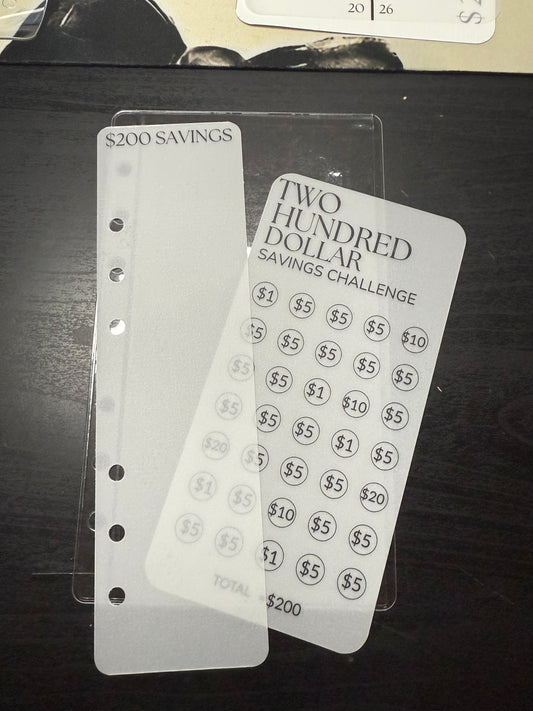 20 26
$200 SAVINGS
TWO
HUNDRED
DOLLAR
SAVINGS CHALLENGE
$1 $5 $5 $5 $10
$5 $5 $5 $5 $5
$5 $5 $1 $10 $5
$5 $5 $5 $1 $5
$20 $5 $5 $5 $20
$1 $5 $10 $5 $5
$5 $5 $1 $5 $5
TOTAL =$200